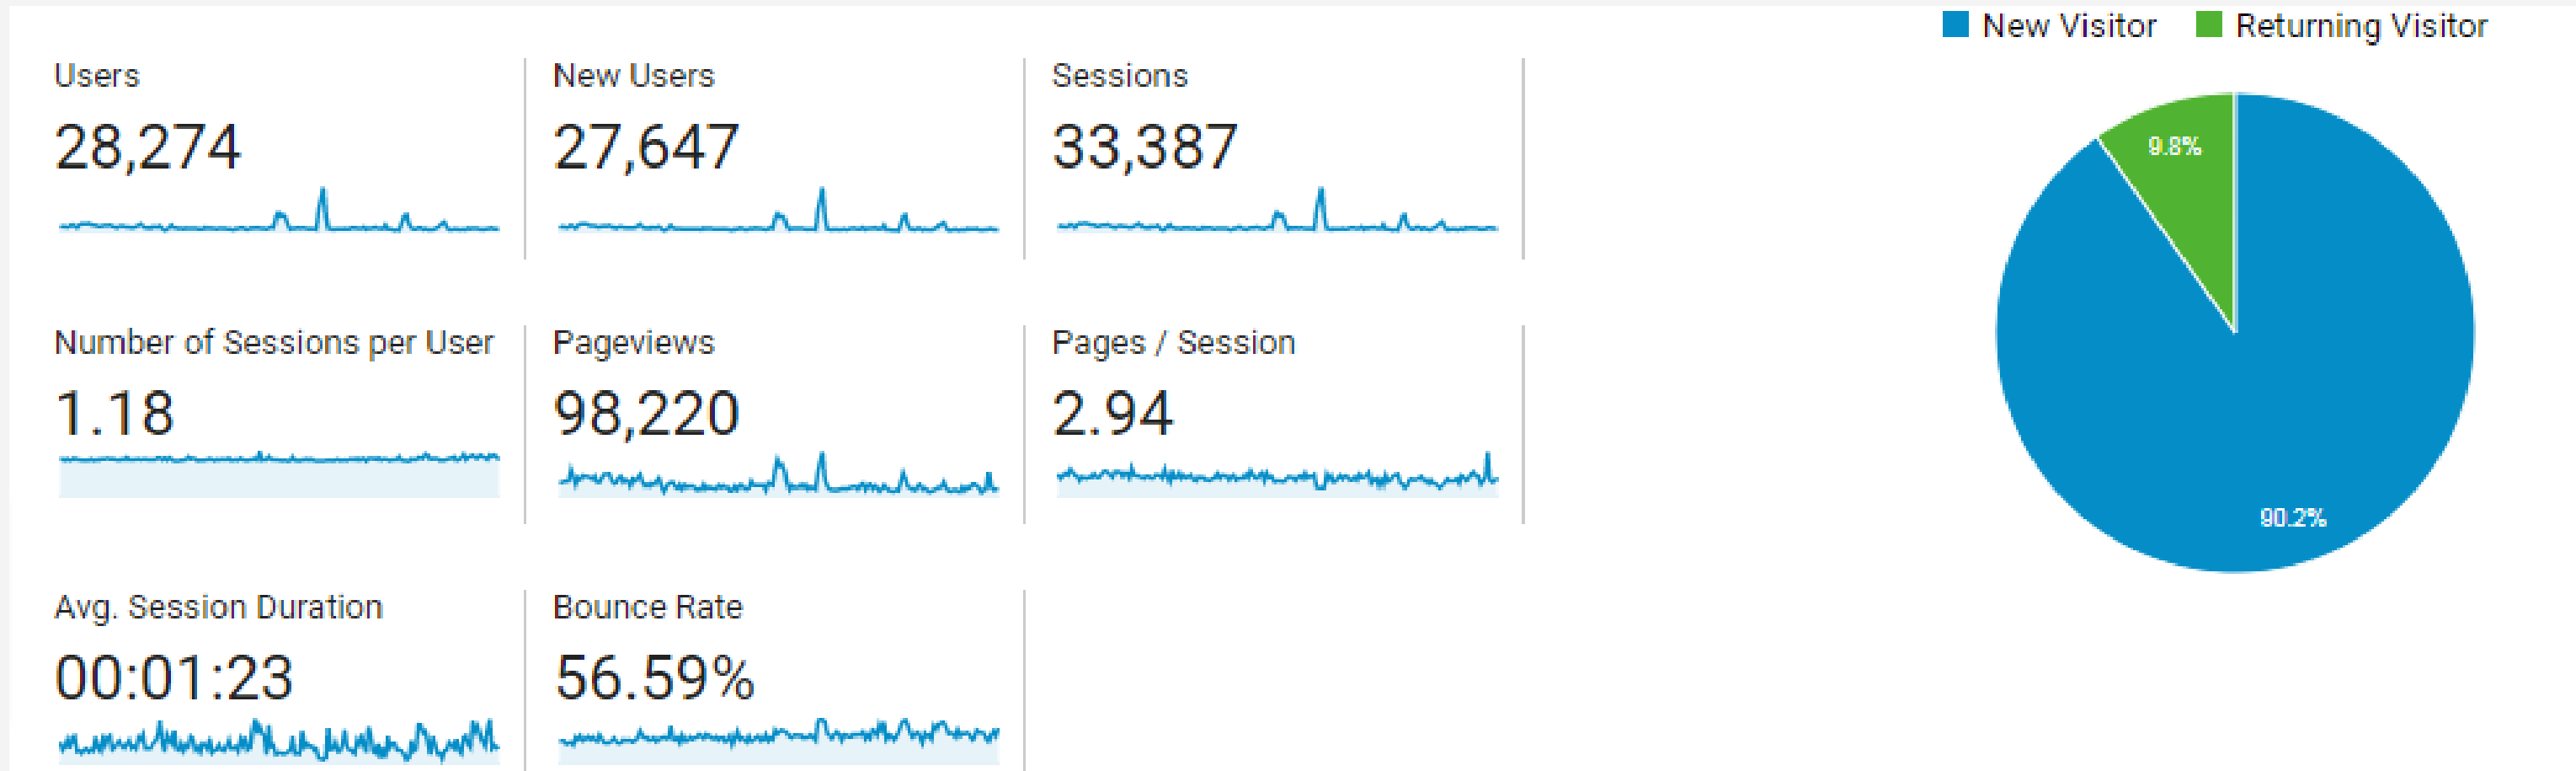 New Visitor Returning Visitor
Users New Users Sessions
28,274 27,647 33,387
9.8%
Number of Sessions per User Pageviews Pages / Session
1.18 98,220 2.94
90.2%
Avg. Session Duration Bounce Rate
00:01:23 56.59%